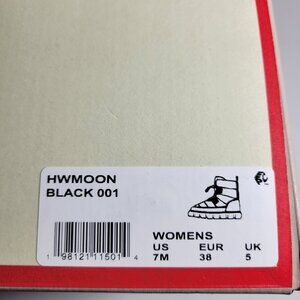 HWMOON
BLACK 001
WOMENS
US EUR UK
7M 38 5
1 98121 11501 4